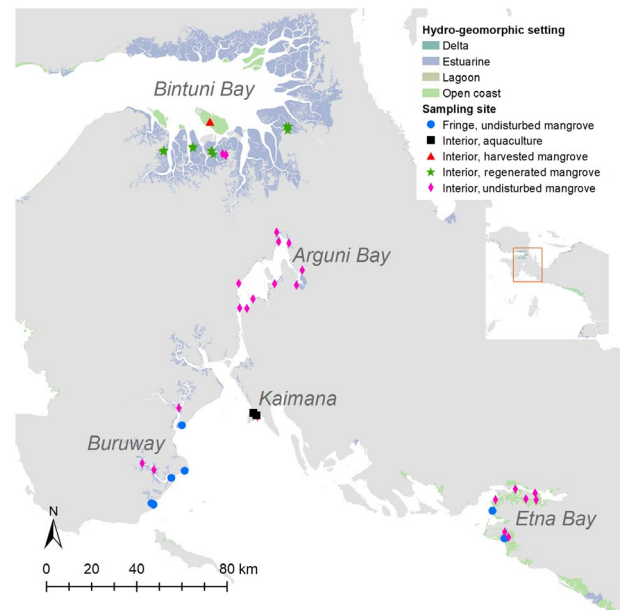 Hydro-geomorphic setting
Delta
Estuarine
Lagoon
Open coast
Sampling site
Fringe, undisturbed mangrove
Interior, aquaculture
Interior, harvested mangrove
Interior, regenerated mangrove
Interior, undisturbed mangrove
Bintuni Bay
Arguni Bay
Kaimana
Buruway
Etna Bay
N
0 20 40 80 km